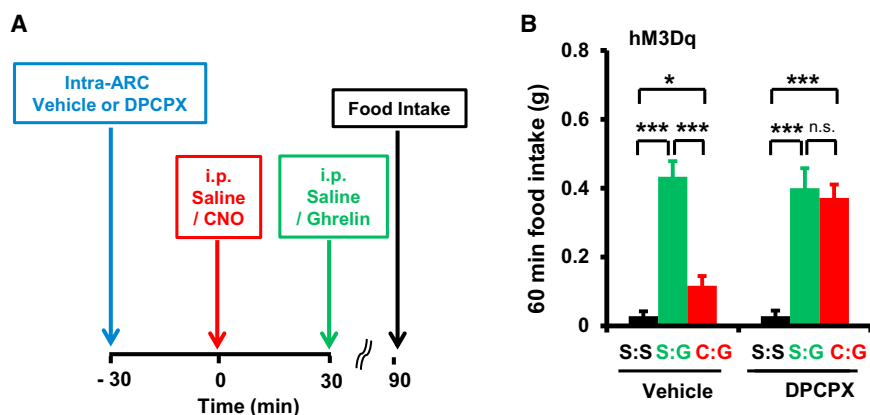 A
Intra-ARC
Vehicle or DPCPX
Food Intake
i.p.
Saline
/ CNO
i.p.
Saline
/ Ghrelin
- 30
0
30
90
Time (min)
B
hM3Dq
60 min food intake (g)
0.8
0.6
0.4
0.2
0
*
*** ***
***
*** n.s.
S:S S:G C:G
S:S S:G C:G
Vehicle
DPCPX